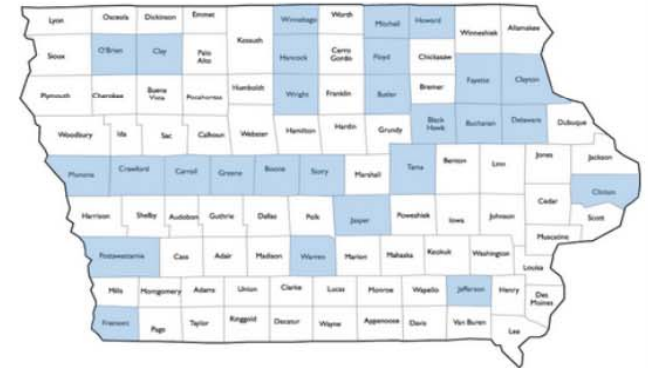 Lyon Osceola Dickinson Emmet Winnebago Worth Mitchell Howard Winneshiek Allamakee
Sioux O'Brian Clay Palo Alto Kossuth Hancock Cerro Gordo Floyd Chickasaw Fayette Clayton
Plymouth Cherokee Buena Vista Pocahontas Humboldt Wright Franklin Butler Bremer
Woodbury Ida Sac Calhoun Webster Hamilton Hardin Grundy Black Hawk Buchanan Delaware Dubuque
Monona Crawford Carroll Greene Boone Story Marshall Tama Benton Linn Jones Jackson
Harrison Shelby Audubon Guthrie Dallas Polk Jasper Poweshiek Iowa Johnson Cedar Clinton Scott
Pottawattamie Cass Adair Madison Warren Marion Mahaska Keokuk Washington Muscatine Louisa
Mills Montgomery Adams Union Clarke Lucas Monroe Wapello Jefferson Henry Des Moines
Fremont Page Taylor Ringgold Decatur Wayne Appanoose Davis Van Buren Lee